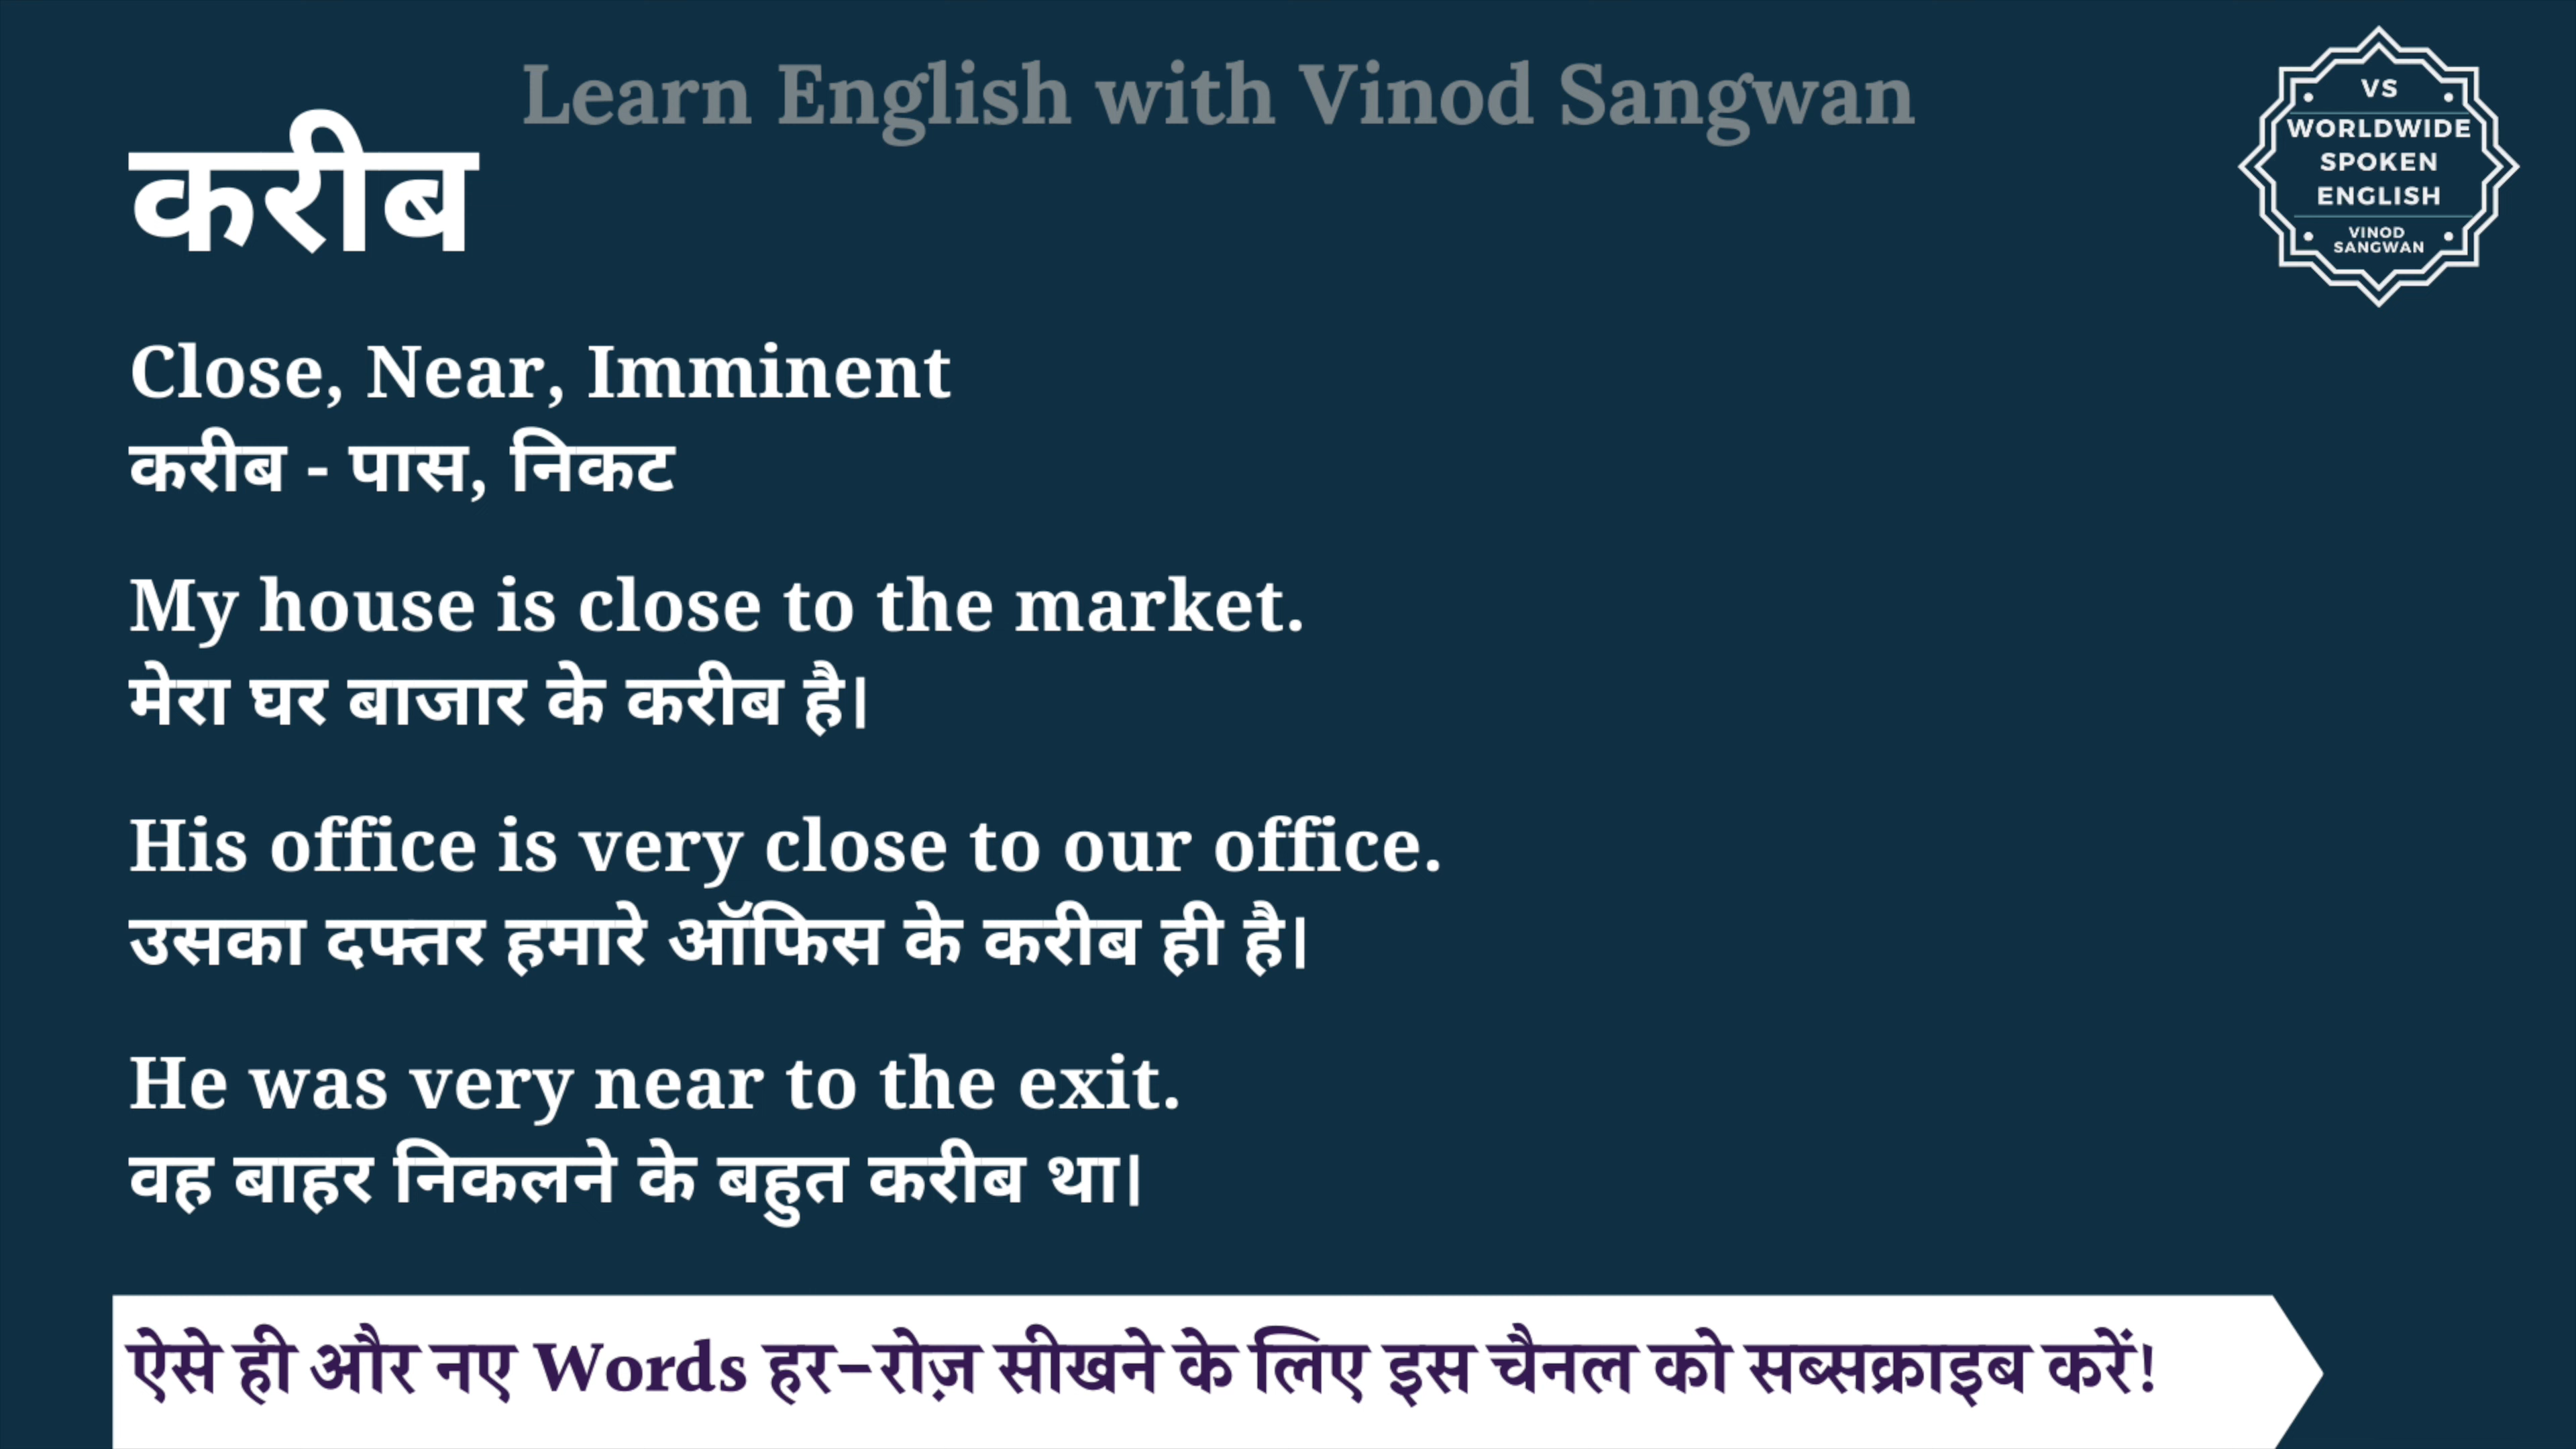 Learn English with Vinod Sangwan
VS
WORLDWIDE
SPOKEN
ENGLISH
VINOD
SANGWAN
करीब
Close, Near, Imminent
करीब - पास, निकट
My house is close to the market.
मेरा घर बाजार के करीब है।
His office is very close to our office.
उसका दफ्तर हमारे ऑफिस के करीब ही है।
He was very near to the exit.
वह बाहर निकलने के बहुत करीब था।
ऐसे ही और नए Words हर-रोज़ सीखने के लिए इस चैनल को सब्सक्राइब करें!